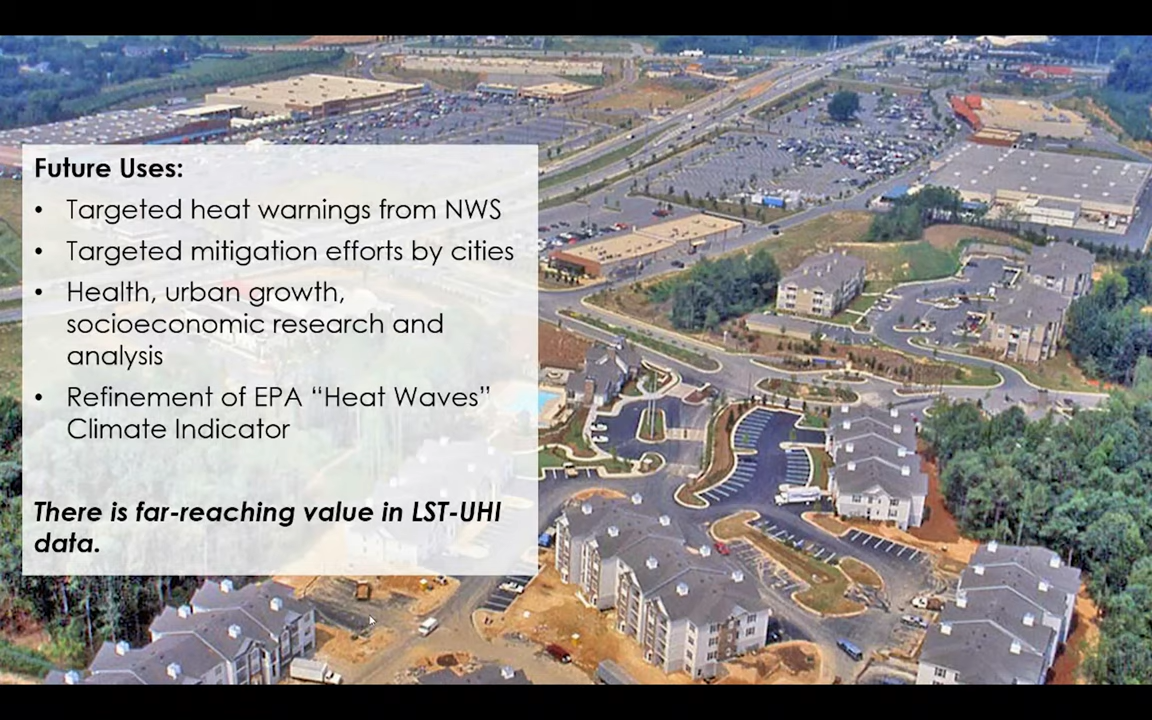 Future Uses:
• Targeted heat warnings from NWS
• Targeted mitigation efforts by cities
• Health, urban growth,
socioeconomic research and
analysis
• Refinement of EPA “Heat Waves”
Climate Indicator
There is far-reaching value in LST-UHI
data.